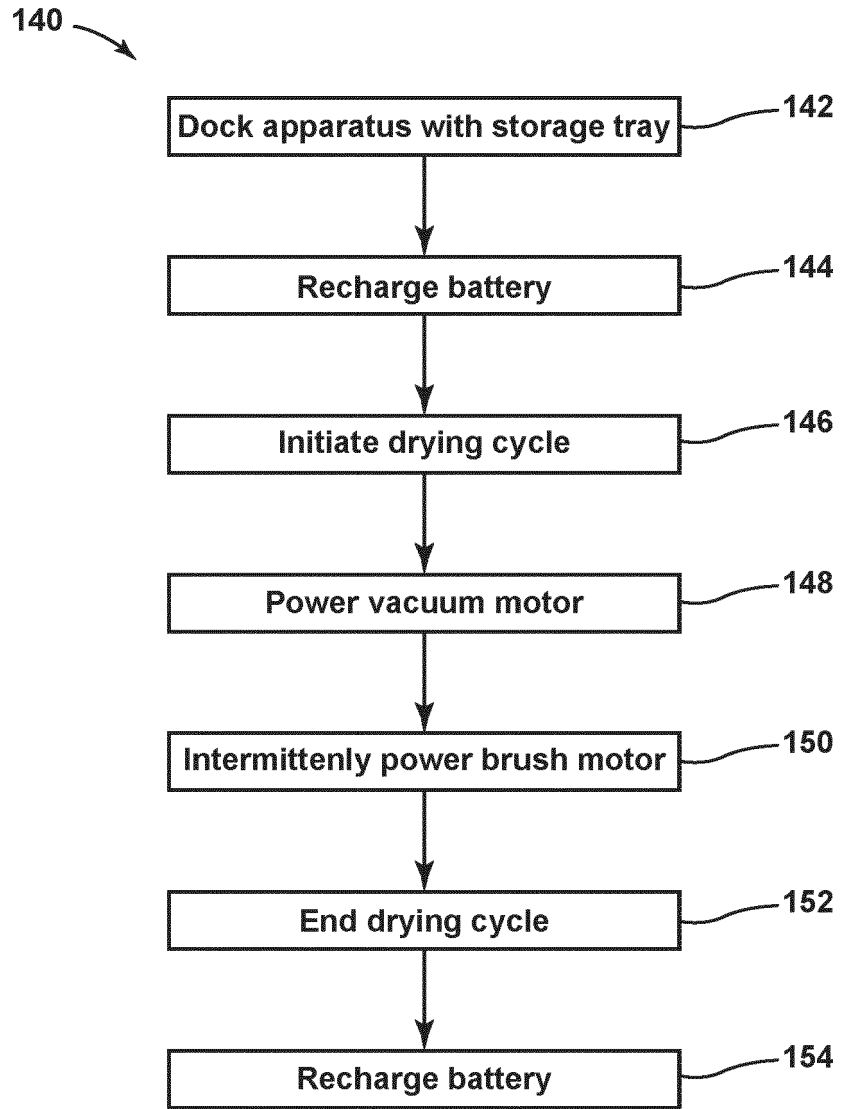 140
Dock apparatus with storage tray 142
Recharge battery 144
Initiate drying cycle 146
Power vacuum motor 148
Intermittenly power brush motor 150
End drying cycle 152
Recharge battery 154